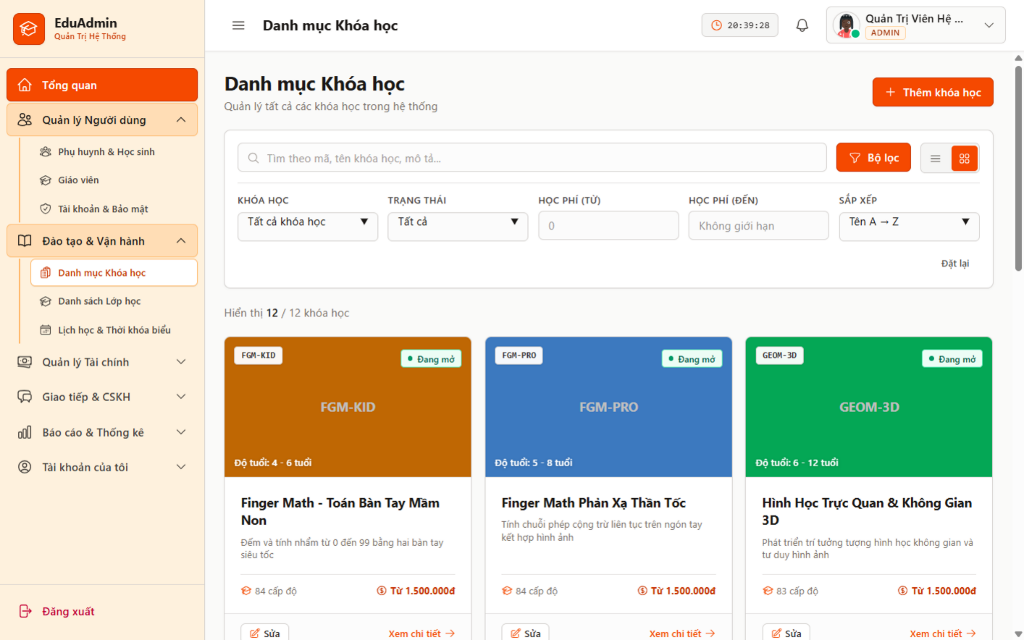 EduAdmin
Quản Trị Hệ Thống
Tổng quan
Quản lý Người dùng
Phụ huynh & Học sinh
Giáo viên
Tài khoản & Bảo mật
Đào tạo & Vận hành
Danh mục Khóa học
Danh sách Lớp học
Lịch học & Thời khóa biểu
Quản lý Tài chính
Giao tiếp & CSKH
Báo cáo & Thống kê
Tài khoản của tôi
Đăng xuất
Danh mục Khóa học
20:39:28
Quản Trị Viên Hệ ...
ADMIN
Danh mục Khóa học
Quản lý tất cả các khóa học trong hệ thống
Thêm khóa học
Tìm theo mã, tên khóa học, mô tả...
Bộ lọc
KHÓA HỌC
TRẠNG THÁI
HỌC PHÍ (TỪ)
HỌC PHÍ (ĐẾN)
SẮP XẾP
Tất cả khóa học
Tất cả
0
Không giới hạn
Tên A → Z
Đặt lại
Hiển thị 12 / 12 khóa học
FGM-KID
Đang mở
FGM-KID
Độ tuổi: 4 - 6 tuổi
Finger Math - Toán Bàn Tay Mầm
Non
Đếm và tính nhẩm từ 0 đến 99 bằng hai bàn tay
siêu tốc
84 cấp độ
Từ 1.500.000đ
Sửa
Xem chi tiết →
FGM-PRO
Đang mở
FGM-PRO
Độ tuổi: 5 - 8 tuổi
Finger Math Phản Xạ Thần Tốc
Tính chuỗi phép cộng trừ liên tục trên ngón tay
kết hợp hình ảnh
84 cấp độ
Từ 1.500.000đ
Sửa
Xem chi tiết →
GEOM-3D
Đang mở
GEOM-3D
Độ tuổi: 6 - 12 tuổi
Hình Học Trực Quan & Không Gian
3D
Phát triển trí tưởng tượng hình học không gian và
tư duy hình ảnh
83 cấp độ
Từ 1.500.000đ
Sửa
Xem chi tiết →